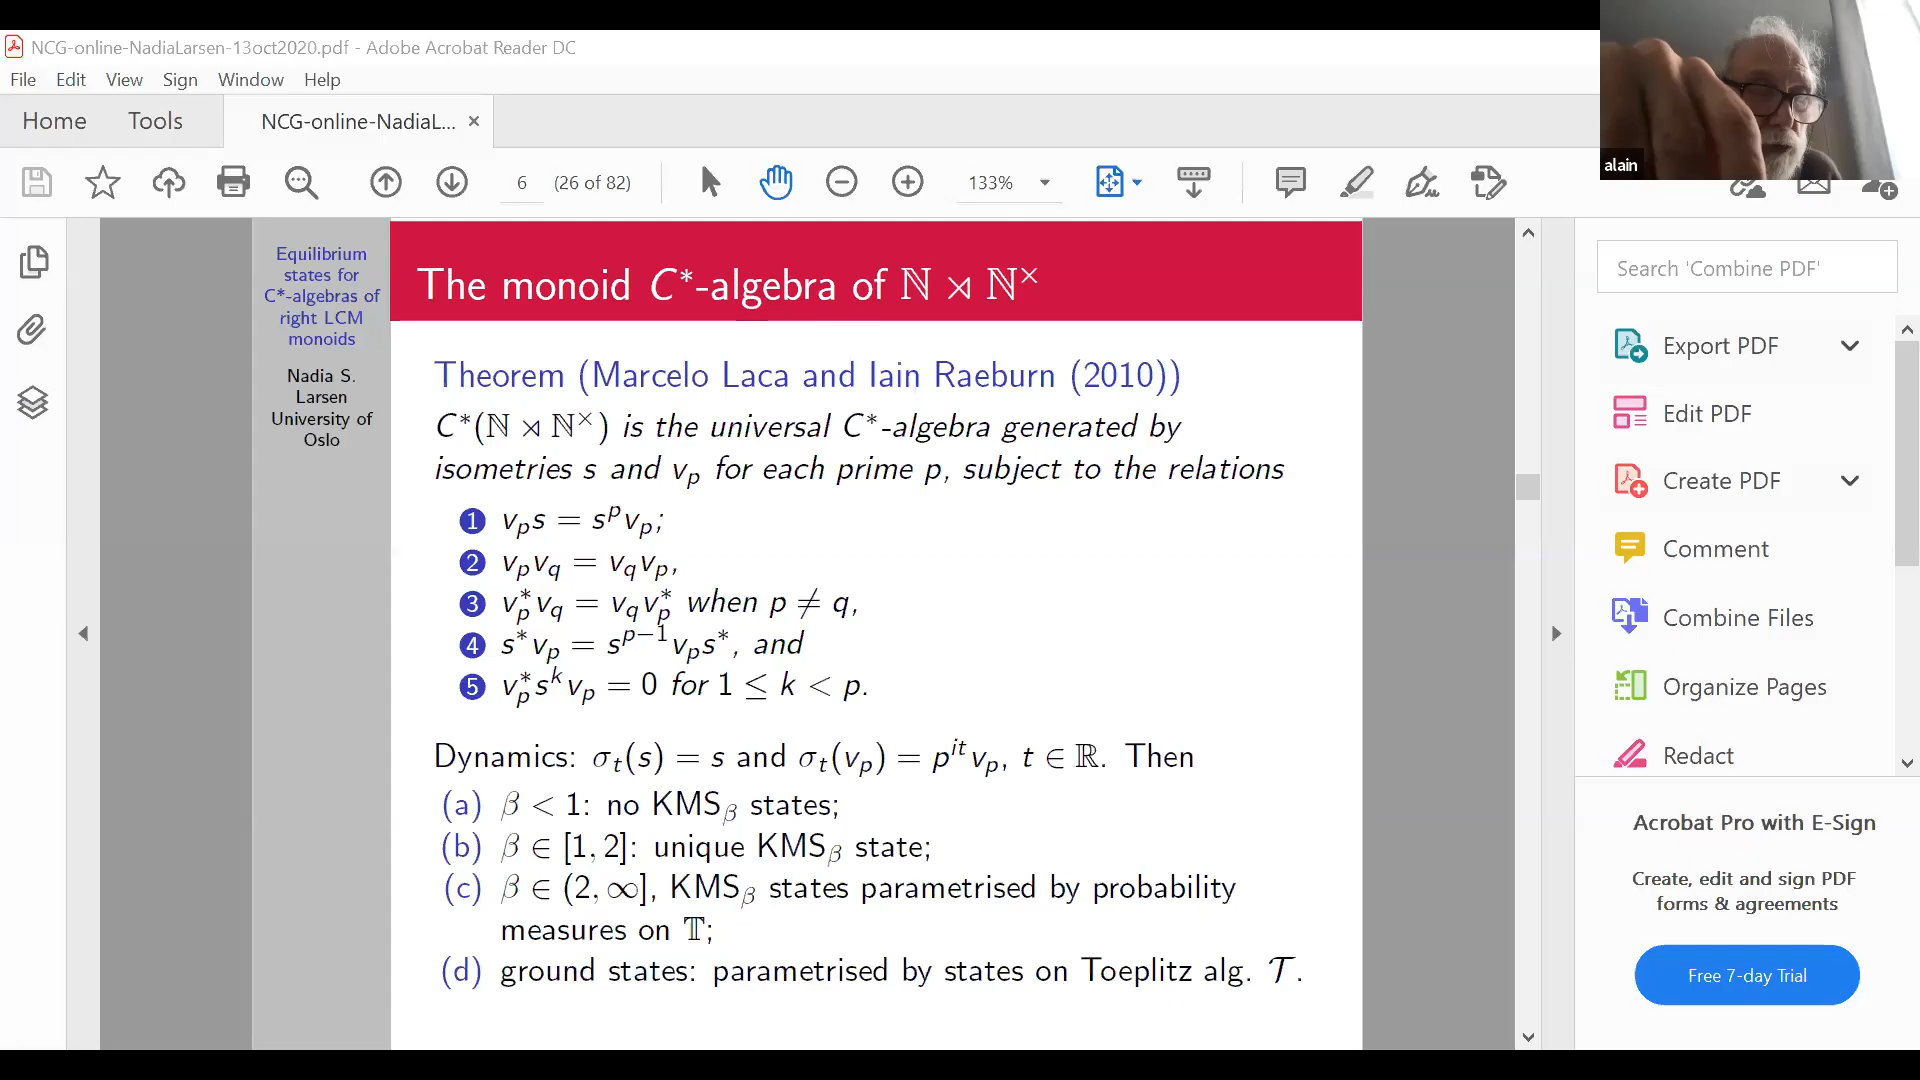 NCG-online-NadiaLarsen-13oct2020.pdf - Adobe Acrobat Reader DC
File Edit View Sign Window Help
Home Tools NCG-online-NadiaL... ×
6 (26 of 82) 133%
alain
Equilibrium
states for
C*-algebras of
right LCM
monoids
Nadia S.
Larsen
University of
Oslo
The monoid C*-algebra of ℕ ⋊ ℕ×
Theorem (Marcelo Laca and Iain Raeburn (2010))
C*(ℕ ⋊ ℕ×) is the universal C*-algebra generated by
isometries s and v_p for each prime p, subject to the relations
1 v_p s = s^p v_p;
2 v_p v_q = v_q v_p,
3 v_p^* v_q = v_q v_p^* when p ≠ q,
4 s^* v_p = s^{p−1} v_p s^*, and
5 v_p^* s^k v_p = 0 for 1 ≤ k < p.
Dynamics: σ_t(s) = s and σ_t(v_p) = p^{it} v_p, t ∈ ℝ. Then
(a) β < 1: no KMS_β states;
(b) β ∈ [1, 2]: unique KMS_β state;
(c) β ∈ (2, ∞], KMS_β states parametrised by probability
measures on 𝕋;
(d) ground states: parametrised by states on Toeplitz alg. 𝒯.
Search 'Combine PDF'
Export PDF
Edit PDF
Create PDF
Comment
Combine Files
Organize Pages
Redact
Acrobat Pro with E-Sign
Create, edit and sign PDF
forms & agreements
Free 7-day Trial